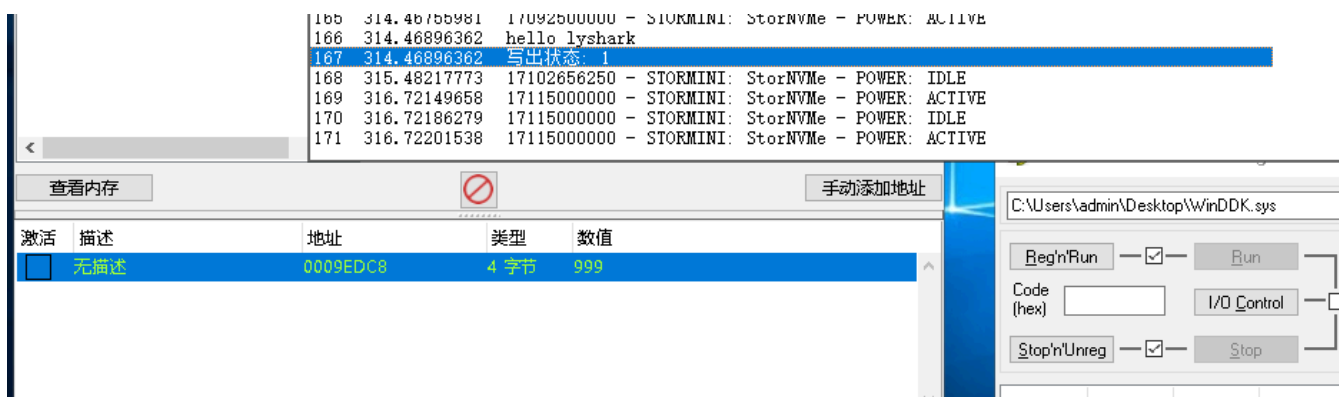 165 314.46755981 17092500000 - STORMINI: StorNVMe - POWER: ACTIVE
166 314.46896362 hello lyshark
167 314.46896362 写出状态: 1
168 315.48217773 17102656250 - STORMINI: StorNVMe - POWER: IDLE
169 316.72149658 17115000000 - STORMINI: StorNVMe - POWER: ACTIVE
170 316.72186279 17115000000 - STORMINI: StorNVMe - POWER: IDLE
171 316.72201538 17115000000 - STORMINI: StorNVMe - POWER: ACTIVE
查看内存 手动添加地址
激活 描述 地址 类型 数值
无描述 0009EDC8 4 字节 999
C:\Users\admin\Desktop\WinDDK.sys
Reg'n'Run Run
Code
(hex) I/O Control
Stop'n'Unreg Stop